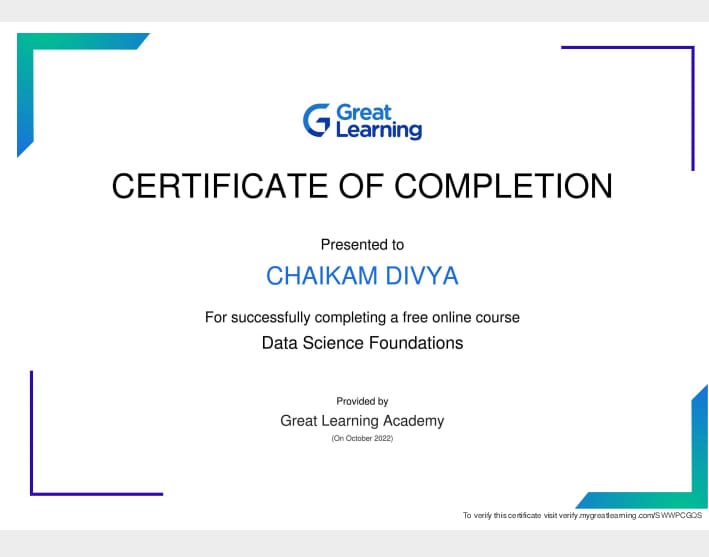 Great
Learning
CERTIFICATE OF COMPLETION
Presented to
CHAIKAM DIVYA
For successfully completing a free online course
Data Science Foundations
Provided by
Great Learning Academy
(On October 2022)
To verify this certificate visit verify.mygreatlearning.com/SWWPCGQS